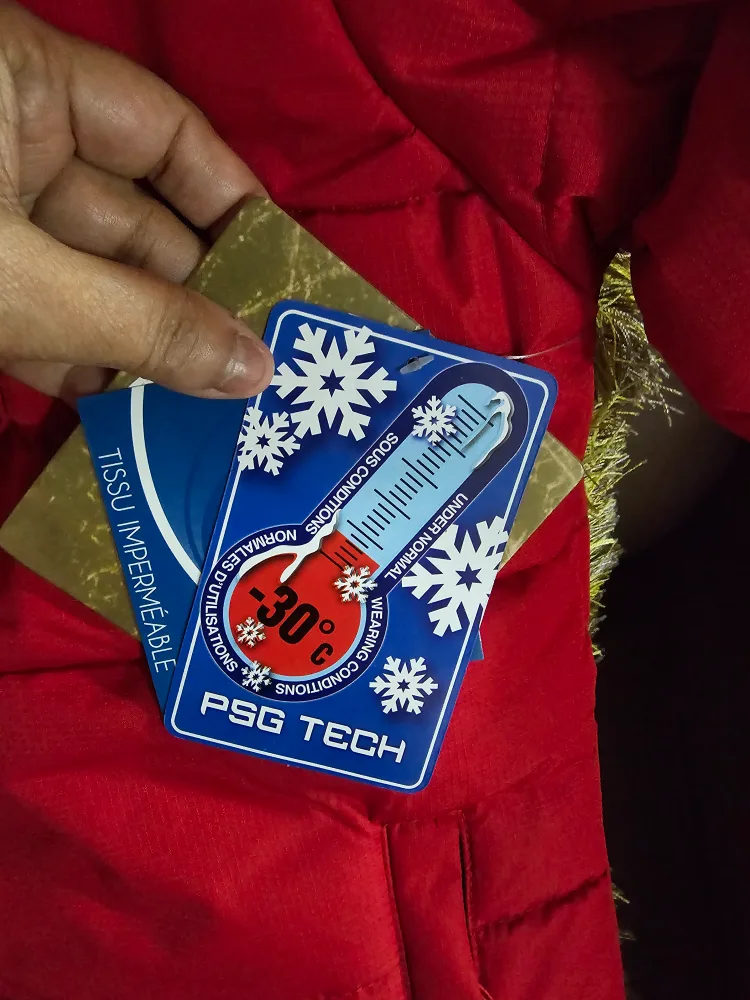 TISSU IMPERMÉABLE
SOUS CONDITIONS
NORMALES D'UTILISATIONS
UNDER NORMAL
WEARING CONDITIONS
-30°C
PSG TECH